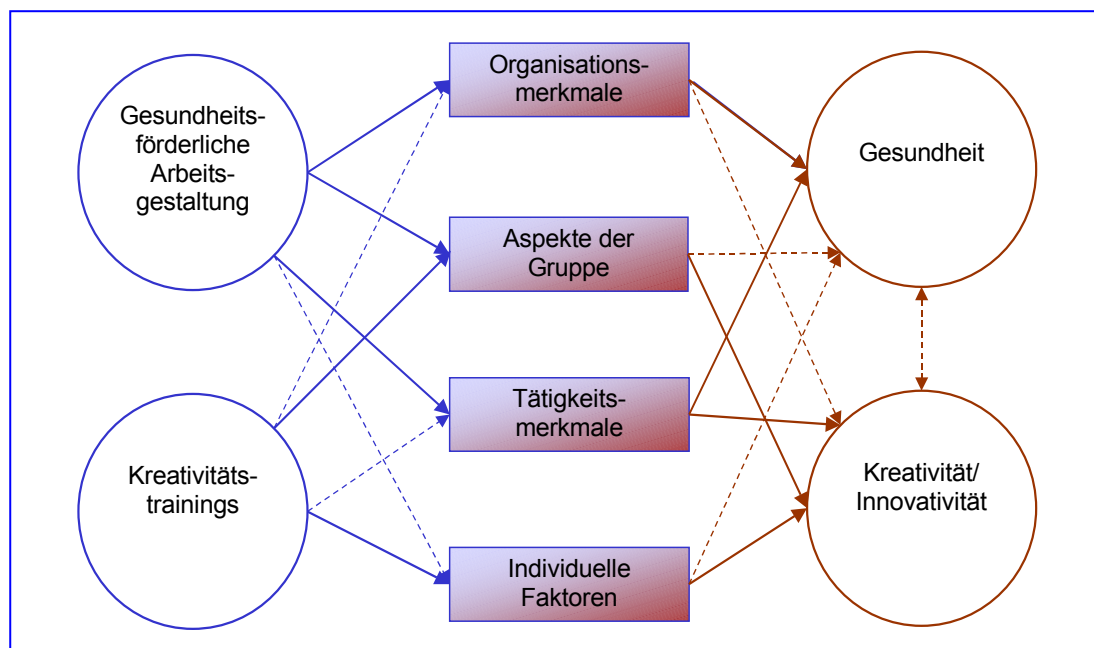 Gesundheits-
förderliche
Arbeits-
gestaltung
Kreativitäts-
trainings
Organisations-
merkmale
Aspekte der
Gruppe
Tätigkeits-
merkmale
Individuelle
Faktoren
Gesundheit
Kreativität/
Innovativität